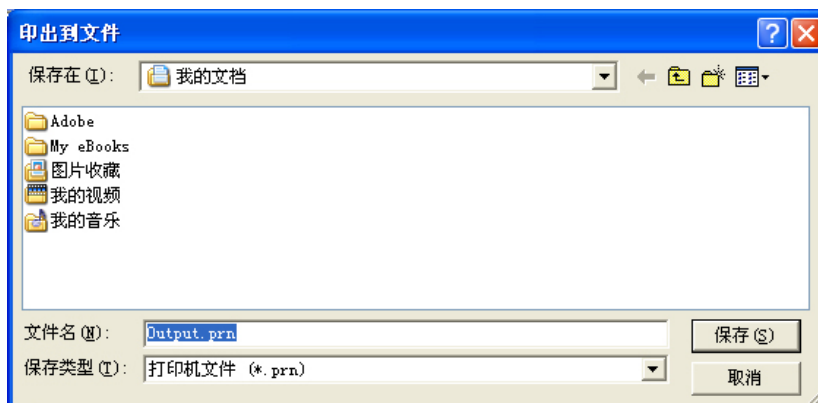 印出到文件
保存在(I): 我的文档
Adobe
My eBooks
图片收藏
我的视频
我的音乐
文件名(N): Output.prn 保存(S)
保存类型(T): 打印机文件 (*.prn) 取消